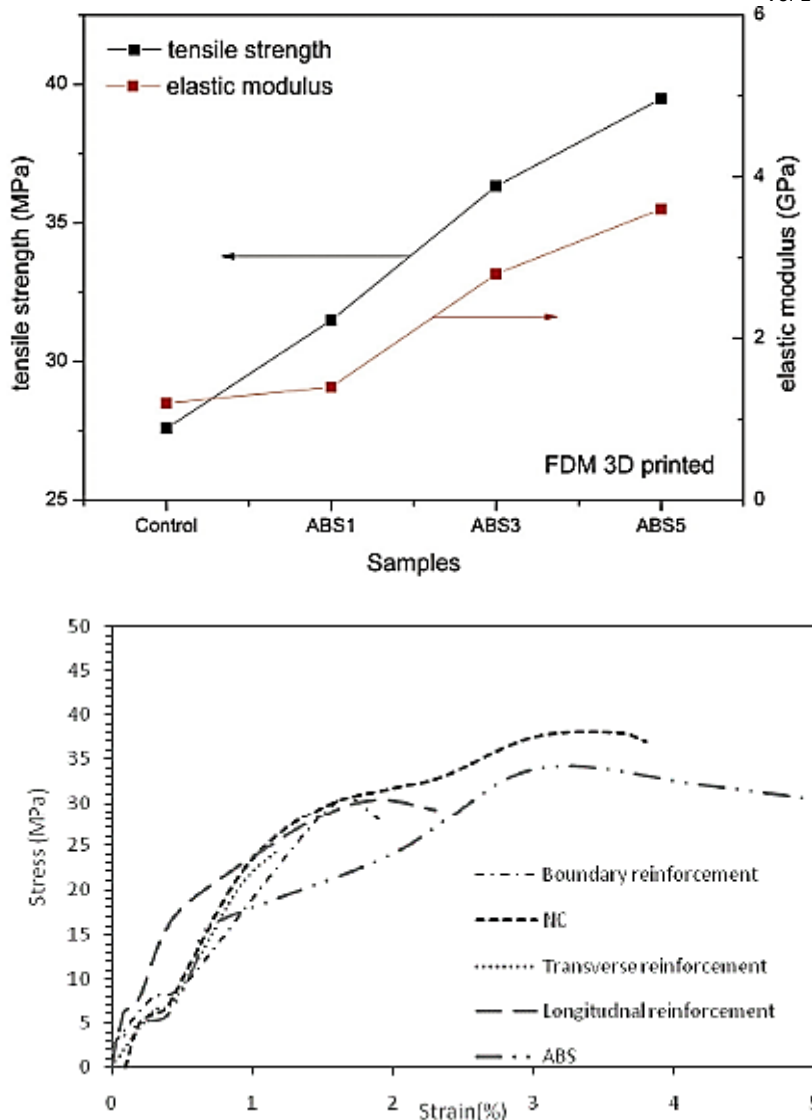 tensile strength
elastic modulus
6
40
35
30
25
4
2
0
tensile strength (MPa)
elastic modulus (GPa)
FDM 3D printed
Control ABS1 ABS3 ABS5
Samples
50
45
40
35
30
25
20
15
10
5
0
Stress (MPa)
Boundary reinforcement
NC
Transverse reinforcement
Longitudnal reinforcement
ABS
0 1 2 3 4
Strain(%)